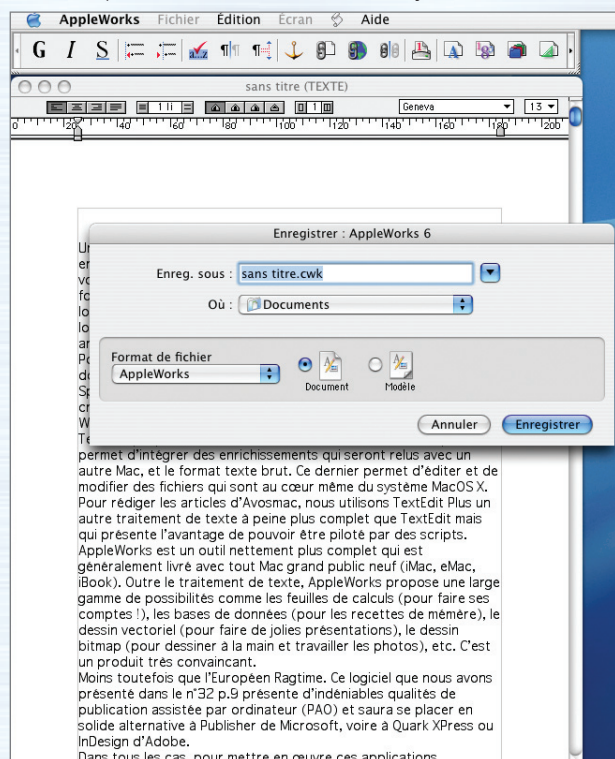 AppleWorks Fichier Édition Écran Aide
G I S
sans titre (TEXTE)
1 li 1 Geneva 13
0 20 40 60 80 100 120 140 160 180 200
Enregistrer : AppleWorks 6
Enreg. sous : sans titre.cwk
Où : Documents
Format de fichier
AppleWorks
Document Modèle
Annuler Enregistrer
permet d'intégrer des enrichissements qui seront relus avec un
autre Mac, et le format texte brut. Ce dernier permet d'éditer et de
modifier des fichiers qui sont au cœur même du système MacOS X.
Pour rédiger les articles d'Avosmac, nous utilisons TextEdit Plus un
autre traitement de texte à peine plus complet que TextEdit mais
qui présente l'avantage de pouvoir être piloté par des scripts.
AppleWorks est un outil nettement plus complet qui est
généralement livré avec tout Mac grand public neuf (iMac, eMac,
iBook). Outre le traitement de texte, AppleWorks propose une large
gamme de possibilités comme les feuilles de calculs (pour faire ses
comptes !), les bases de données (pour les recettes de mémère), le
dessin vectoriel (pour faire de jolies présentations), le dessin
bitmap (pour dessiner à la main et travailler les photos), etc. C'est
un produit très convaincant.
Moins toutefois que l'Européen Ragtime. Ce logiciel que nous avons
présenté dans le n°32 p.9 présente d'indéniables qualités de
publication assistée par ordinateur (PAO) et saura se placer en
solide alternative à Publisher de Microsoft, voire à Quark XPress ou
InDesign d'Adobe.
Dans tous les cas, pour mettre en œuvre ces applications